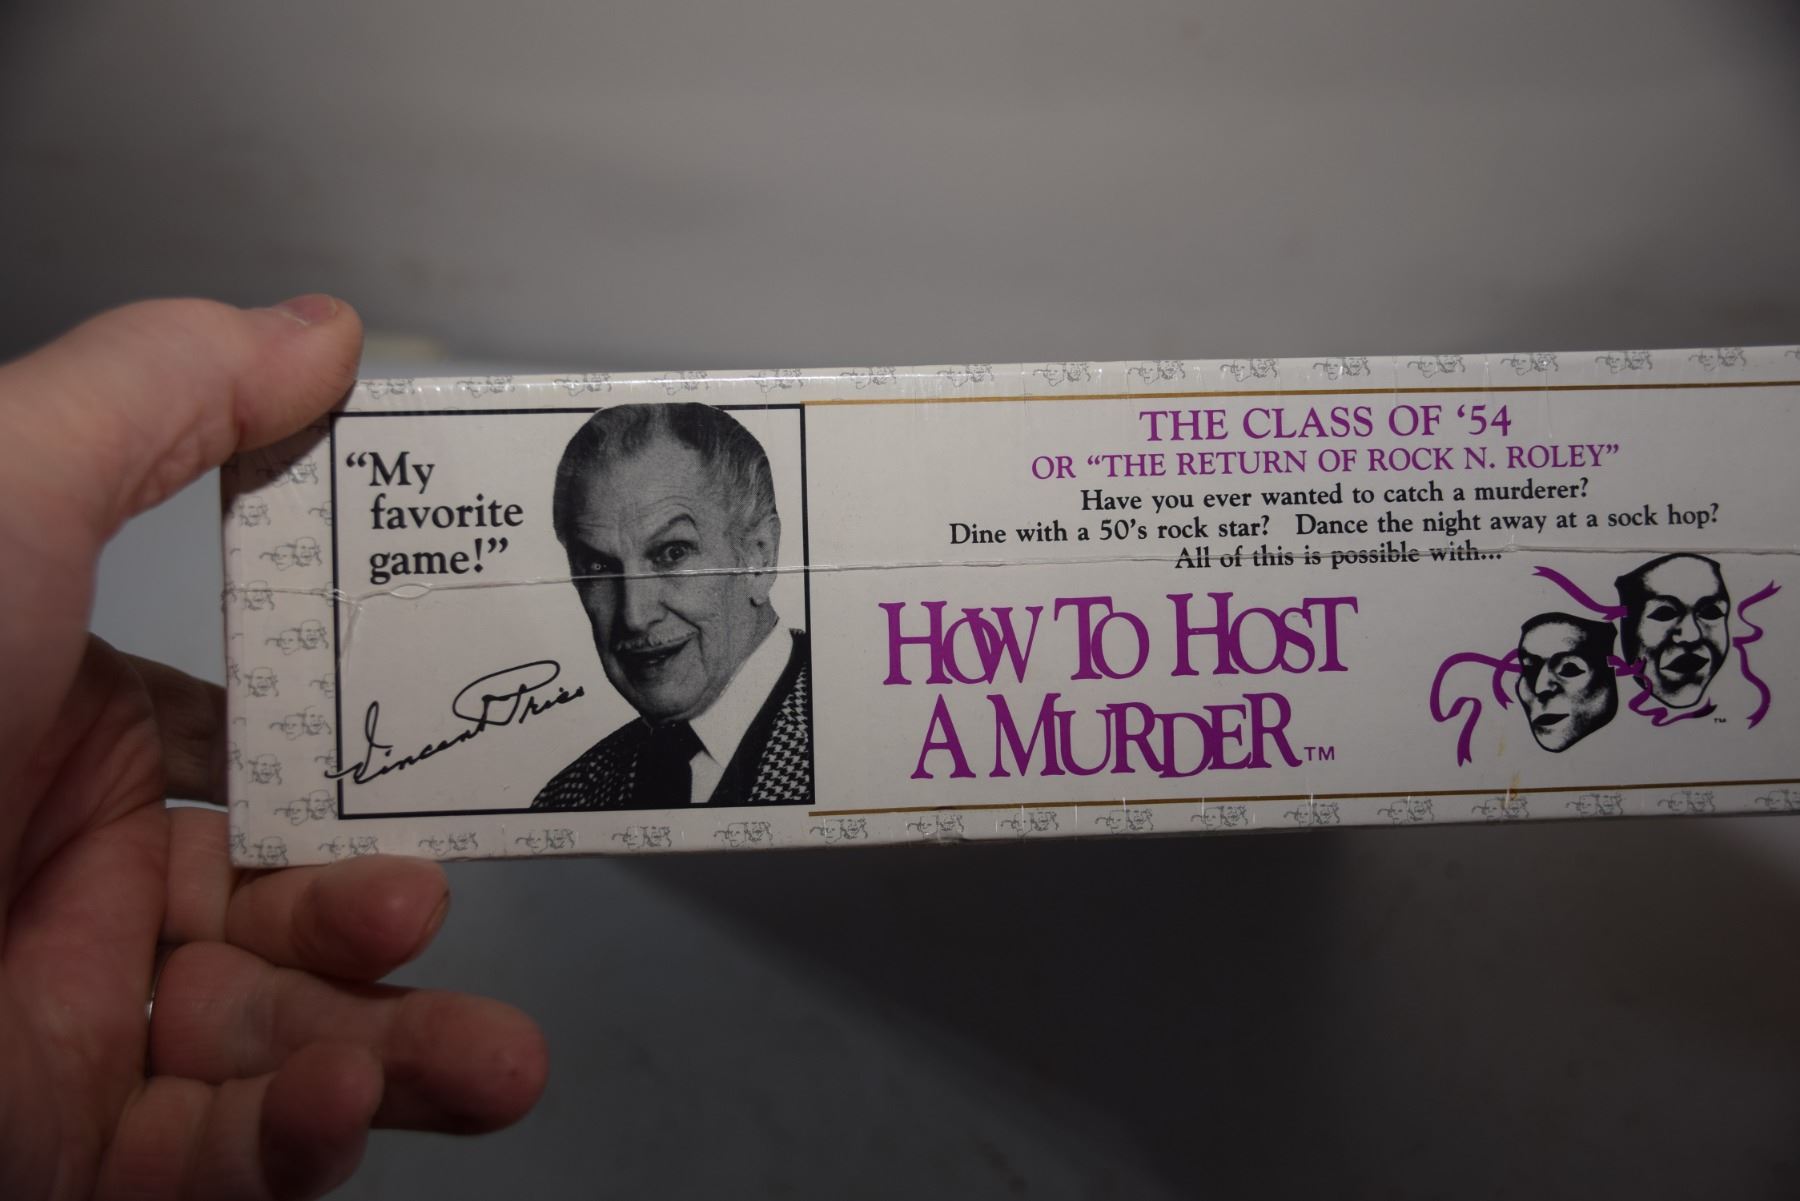 “My
favorite
game!”
Vincent Price
THE CLASS OF ‘54
OR “THE RETURN OF ROCK N. ROLEY”
Have you ever wanted to catch a murderer?
Dine with a 50’s rock star? Dance the night away at a sock hop?
All of this is possible with...
HOW TO HOST
A MURDER™
™